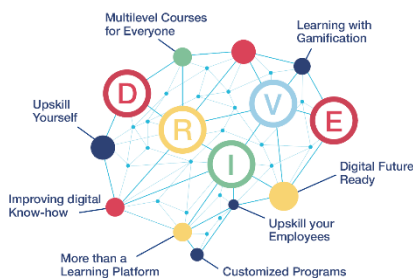 Multilevel Courses
for Everyone
Learning with
Gamification
D
R
I
V
E
Upskill
Yourself
Digital Future
Ready
Improving digital
Know-how
Upskill your
Employees
More than a
Learning Platform
Customized Programs